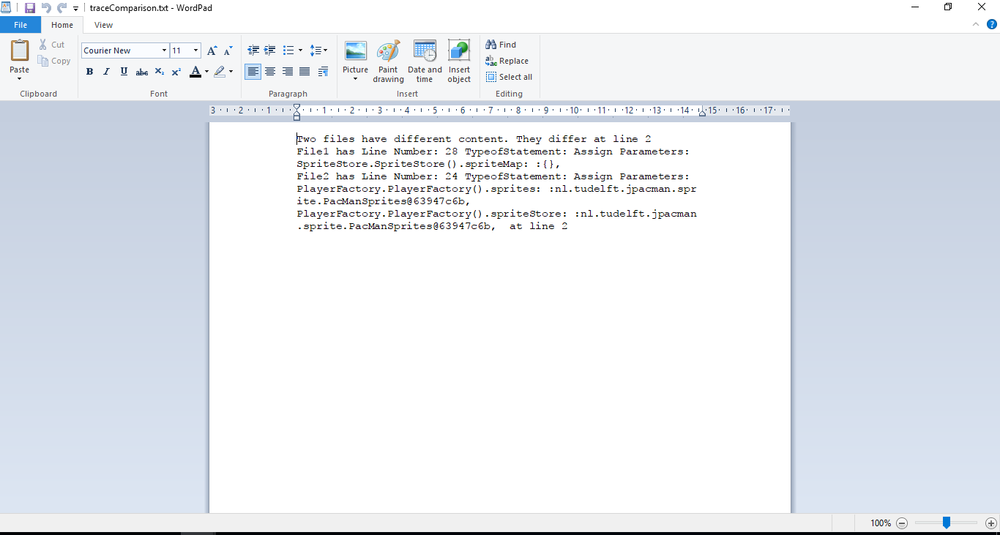 traceComparison.txt - WordPad
File Home View
?
Paste
Cut
Copy
Clipboard
Courier New 11
A A
B I U abc X₂ X² A
Font
Paragraph
Picture
Paint drawing
Date and time
Insert object
Insert
Find
Replace
Select all
Editing
3 2 1 1 2 3 4 5 6 7 8 9 10 11 12 13 14 15 16 17
Two files have different content. They differ at line 2
File1 has Line Number: 28 TypeofStatement: Assign Parameters:
SpriteStore.SpriteStore().spriteMap: :{},
File2 has Line Number: 24 TypeofStatement: Assign Parameters:
PlayerFactory.PlayerFactory().sprites: :nl.tudelft.jpacman.spr
ite.PacManSprites@63947c6b,
PlayerFactory.PlayerFactory().spriteStore: :nl.tudelft.jpacman
.sprite.PacManSprites@63947c6b,  at line 2
100%